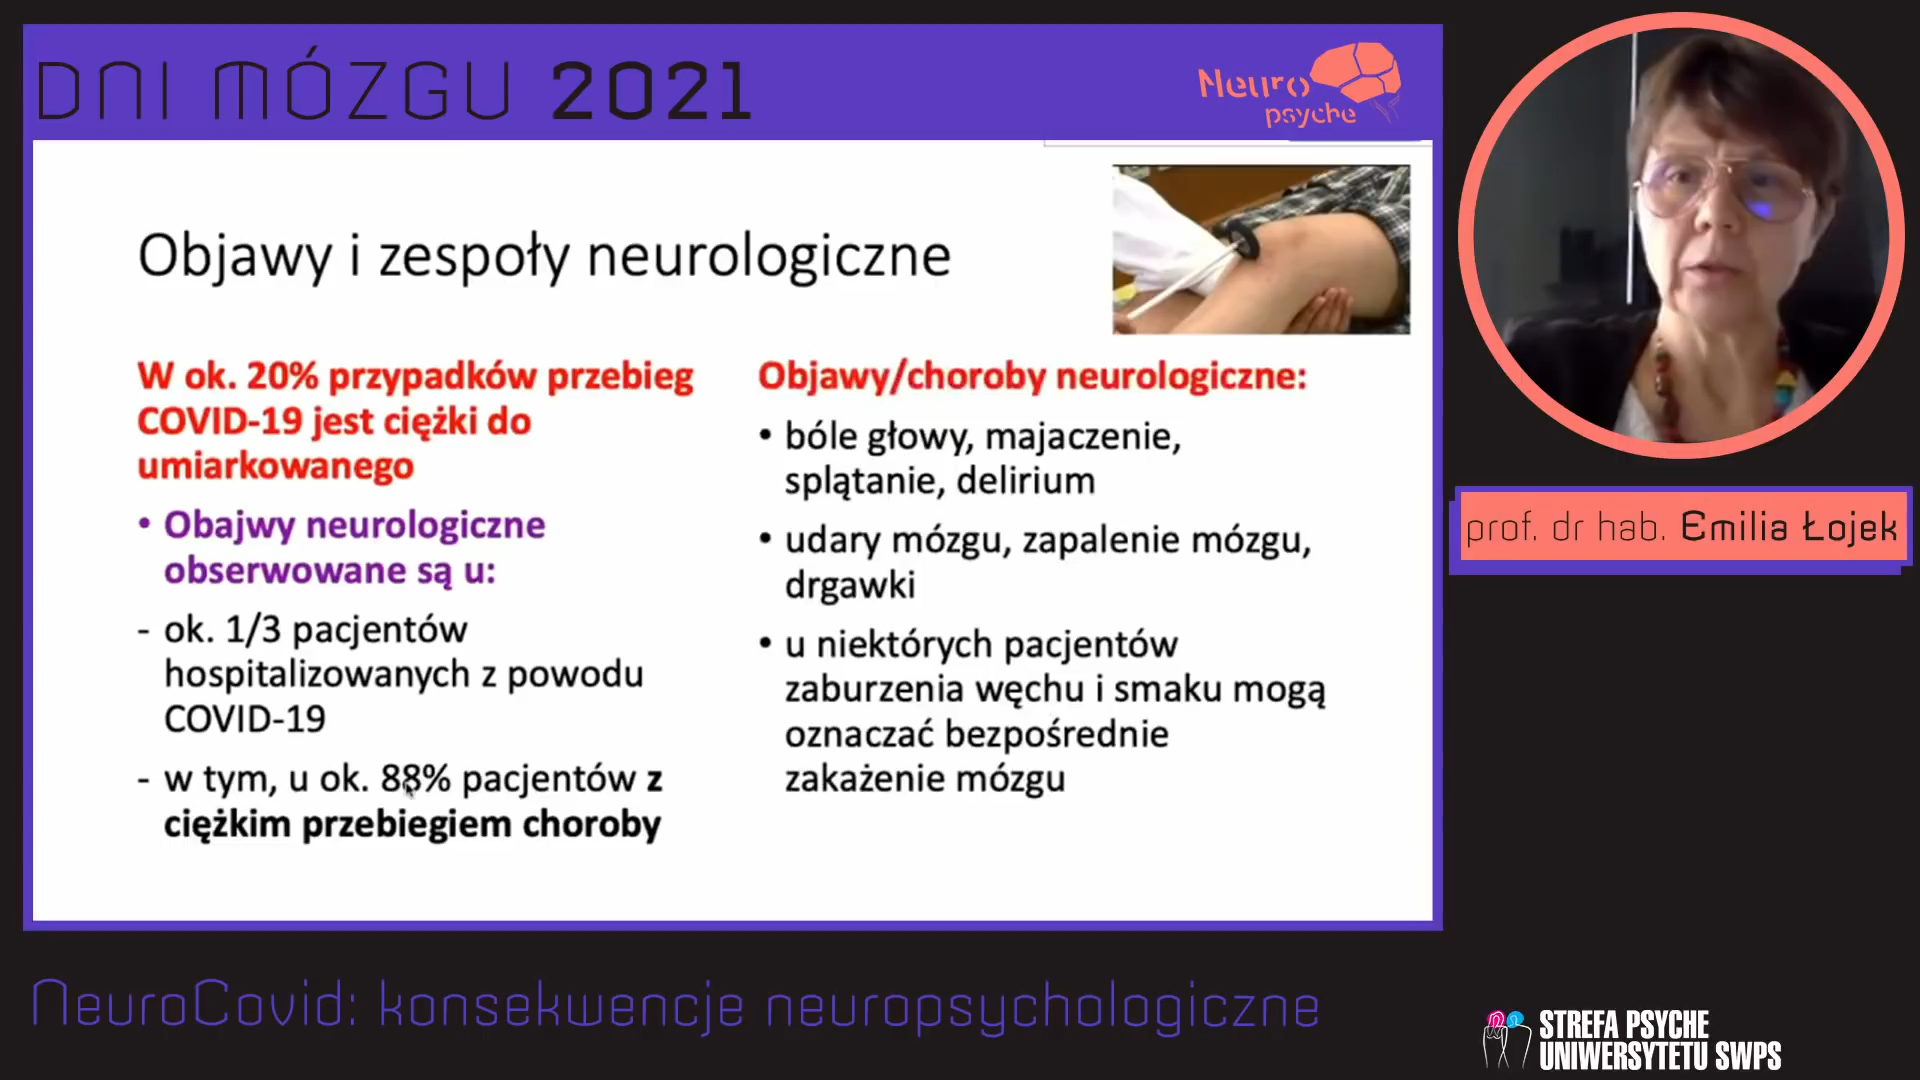 DNI MÓZGU 2021
Neuro
psyche
Objawy i zespoły neurologiczne
W ok. 20% przypadków przebieg
COVID-19 jest ciężki do
umiarkowanego
• Obajwy neurologiczne
obserwowane są u:
- ok. 1/3 pacjentów
hospitalizowanych z powodu
COVID-19
- w tym, u ok. 88% pacjentów z
ciężkim przebiegiem choroby
Objawy/choroby neurologiczne:
• bóle głowy, majaczenie,
splątanie, delirium
• udary mózgu, zapalenie mózgu,
drgawki
• u niektórych pacjentów
zaburzenia węchu i smaku mogą
oznaczać bezpośrednie
zakażenie mózgu
prof. dr hab. Emilia Łojek
NeuroCovid: konsekwencje neuropsychologiczne
STREFA PSYCHE
UNIWERSYTETU SWPS